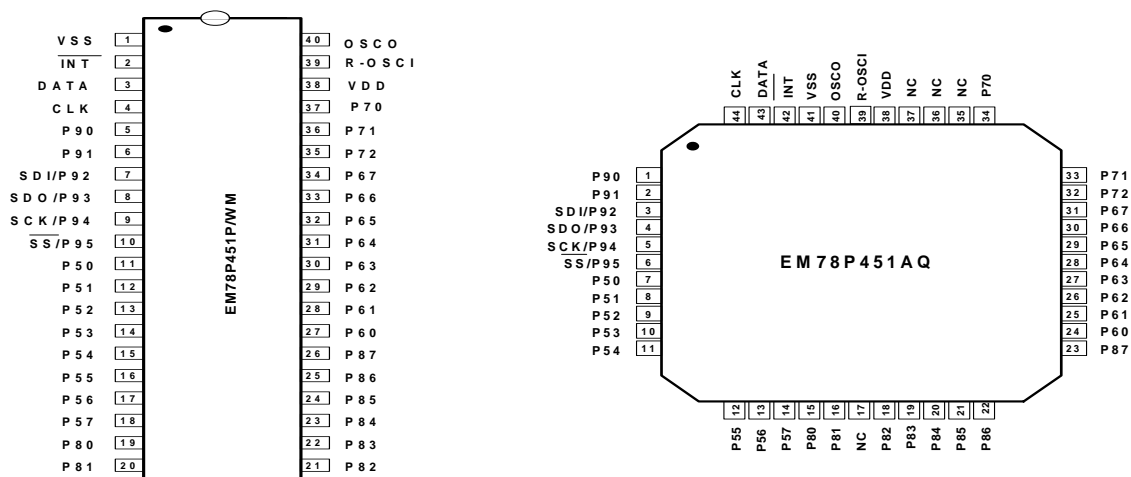 VSS 1 40 OSCO
INT 2 39 R-OSCI
DATA 3 38 VDD
CLK 4 37 P70
P90 5 36 P71
P91 6 35 P72
SDI/P92 7 34 P67
SDO/P93 8 33 P66
SCK/P94 9 32 P65
SS/P95 10 31 P64
P50 11 30 P63
P51 12 29 P62
P52 13 28 P61
P53 14 27 P60
P54 15 26 P87
P55 16 25 P86
P56 17 24 P85
P57 18 23 P84
P80 19 22 P83
P81 20 21 P82
EM78P451P/WM
CLK DATA INT VSS OSCO R-OSCI VDD NC NC NC P70
44 43 42 41 40 39 38 37 36 35 34
P90 1 33 P71
P91 2 32 P72
SDI/P92 3 31 P67
SDO/P93 4 30 P66
SCK/P94 5 29 P65
SS/P95 6 28 P64
P50 7 27 P63
P51 8 26 P62
P52 9 25 P61
P53 10 24 P60
P54 11 23 P87
EM78P451AQ
12 13 14 15 16 17 18 19 20 21 22
P55 P56 P57 P80 P81 NC P82 P83 P84 P85 P86